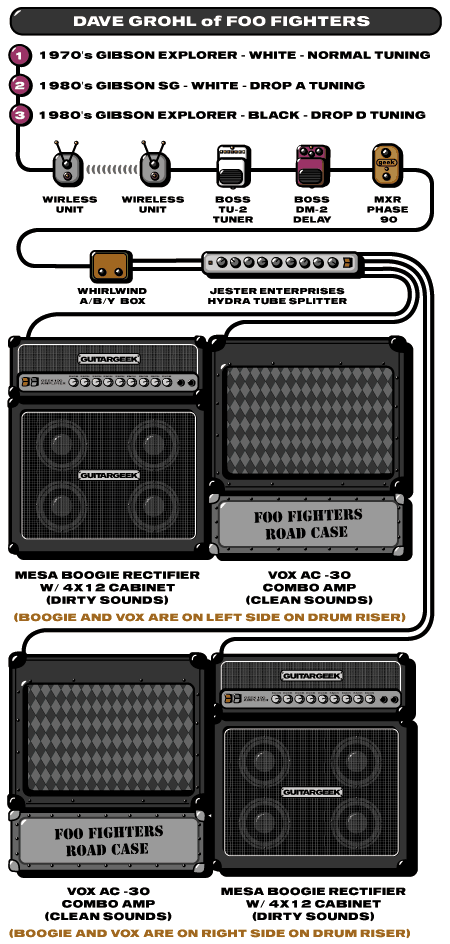 DAVE GROHL of FOO FIGHTERS
1 1970's GIBSON EXPLORER - WHITE - NORMAL TUNING
2 1980's GIBSON SG - WHITE - DROP A TUNING
3 1980's GIBSON EXPLORER - BLACK - DROP D TUNING
geek
WIRLESS UNIT
WIRELESS UNIT
BOSS TU-2 TUNER
BOSS DM-2 DELAY
MXR PHASE 90
WHIRLWIND
A/B/Y BOX
JESTER ENTERPRISES
HYDRA TUBE SPLITTER
GUITARGEEK
GUITARGEEK
FOO FIGHTERS
ROAD CASE
MESA BOOGIE RECTIFIER
W/ 4X12 CABINET
(DIRTY SOUNDS)
VOX AC -30
COMBO AMP
(CLEAN SOUNDS)
(BOOGIE AND VOX ARE ON LEFT SIDE ON DRUM RISER)
GUITARGEEK
GUITARGEEK
FOO FIGHTERS
ROAD CASE
VOX AC -30
COMBO AMP
(CLEAN SOUNDS)
MESA BOOGIE RECTIFIER
W/ 4X12 CABINET
(DIRTY SOUNDS)
(BOOGIE AND VOX ARE ON RIGHT SIDE ON DRUM RISER)